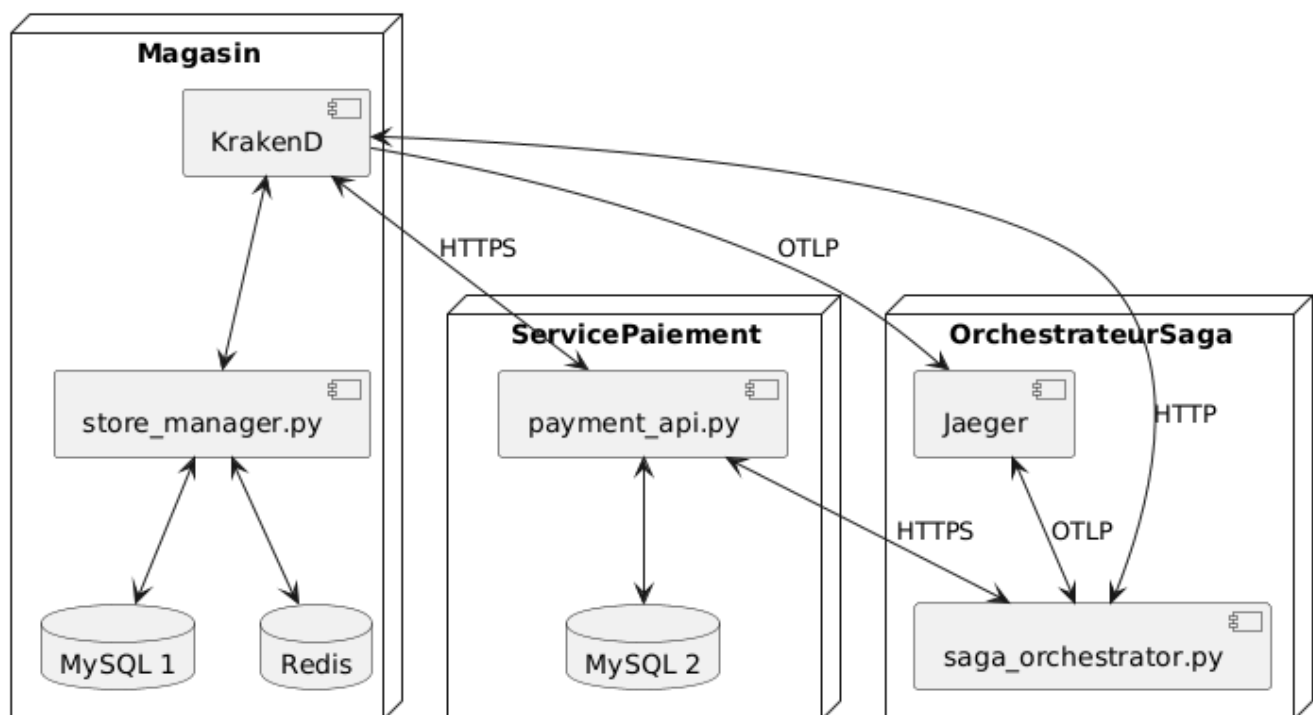 Magasin
KrakenD
HTTPS
OTLP
ServicePaiement
OrchestrateurSaga
store_manager.py
payment_api.py
Jaeger
HTTP
HTTPS
OTLP
MySQL 1
Redis
MySQL 2
saga_orchestrator.py